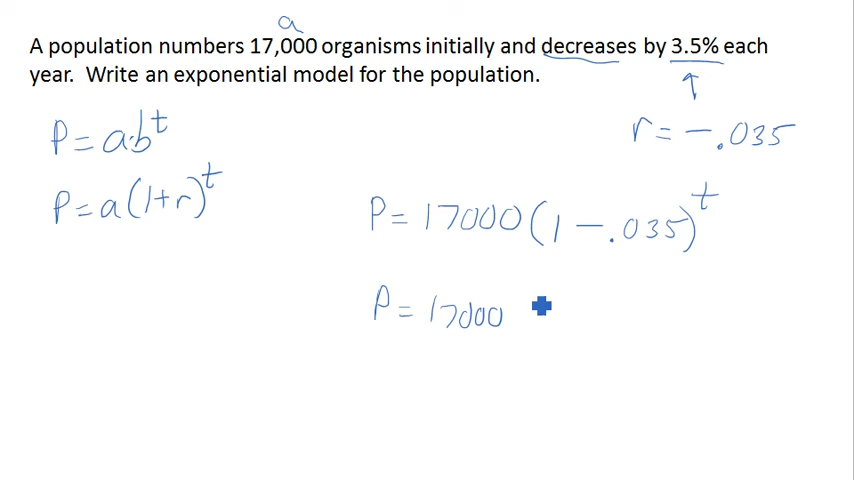 a
A population numbers 17,000 organisms initially and decreases by 3.5% each
year. Write an exponential model for the population.
P = a·b^t
r = -.035
P = a(1+r)^t
P = 17000(1 - .035)^t
P = 17000